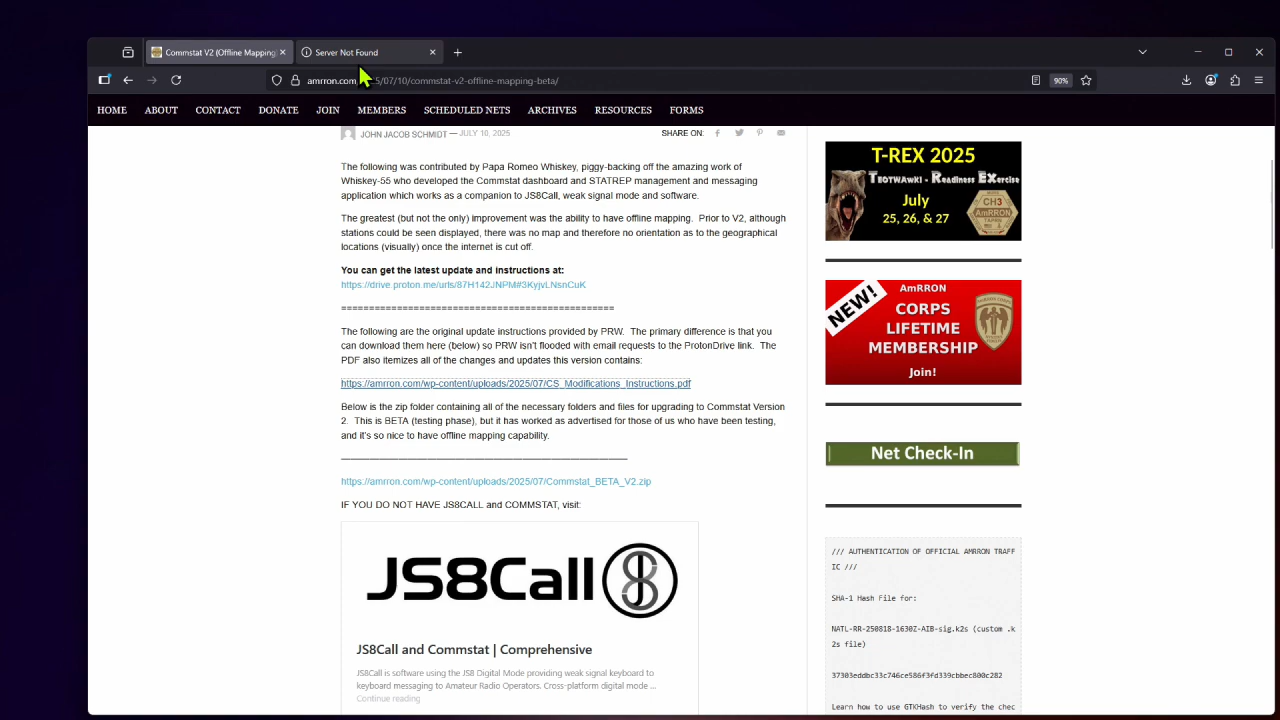 Commstat V2 (Offline Mapping)
Server Not Found
amrron.com
5/07/10/commstat-v2-offline-mapping-beta/
90%
HOME ABOUT CONTACT DONATE JOIN MEMBERS SCHEDULED NETS ARCHIVES RESOURCES FORMS
JOHN JACOB SCHMIDT — JULY 10, 2025
SHARE ON:
The following was contributed by Papa Romeo Whiskey, piggy-backing off the amazing work of
Whiskey-55 who developed the Commstat dashboard and STATREP management and messaging
application which works as a companion to JS8Call, weak signal mode and software.
The greatest (but not the only) improvement was the ability to have offline mapping. Prior to V2, although
stations could be seen displayed, there was no map and therefore no orientation as to the geographical
locations (visually) once the internet is cut off.
You can get the latest update and instructions at:
https://drive.proton.me/urls/87H142JNPM#3KyjvLNsnCuK
==================================================
The following are the original update instructions provided by PRW. The primary difference is that you
can download them here (below) so PRW isn't flooded with email requests to the ProtonDrive link. The
PDF also itemizes all of the changes and updates this version contains:
https://amrron.com/wp-content/uploads/2025/07/CS_Modifications_Instructions.pdf
Below is the zip folder containing all of the necessary folders and files for upgrading to Commstat Version
2. This is BETA (testing phase), but it has worked as advertised for those of us who have been testing,
and it's so nice to have offline mapping capability.
https://amrron.com/wp-content/uploads/2025/07/Commstat_BETA_V2.zip
IF YOU DO NOT HAVE JS8CALL and COMMSTAT, visit:
JS8Call
JS8Call and Commstat | Comprehensive
JS8Call is software using the JS8 Digital Mode providing weak signal keyboard to
keyboard messaging to Amateur Radio Operators. Cross-platform digital mode ...
Continue reading
T-REX 2025
TEOTWAwKI - Readiness EXercise
July
25, 26, & 27
CH3
AmRRON
NEW!
AmRRON
CORPS
LIFETIME
MEMBERSHIP
Join!
Net Check-In
/// AUTHENTICATION OF OFFICIAL AMRRON TRAFF
IC ///
SHA-1 Hash File for:
NATL-RR-250818-1630Z-AIB-sig.k2s (custom .k
2s file)
37303eddbc33c746ce586f3fd339cbbec800c282
Learn how to use GTKHash to verify the chec